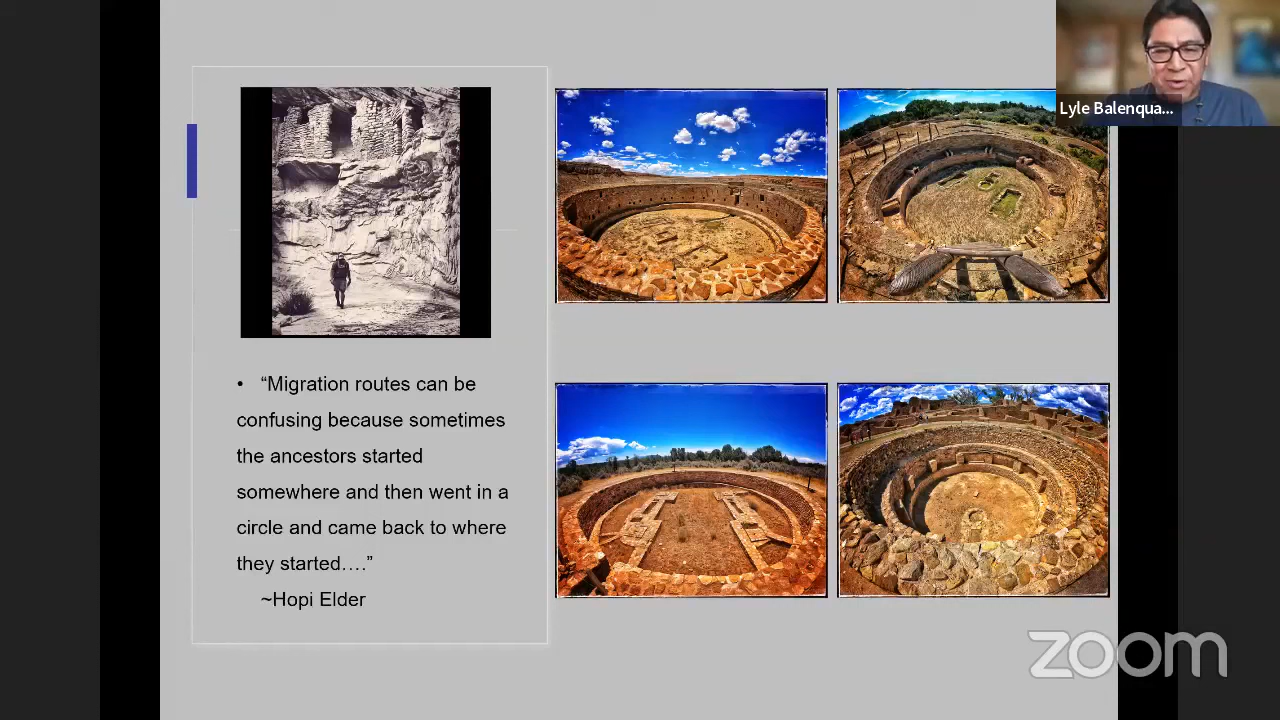 Lyle Balenqua...
• “Migration routes can be
confusing because sometimes
the ancestors started
somewhere and then went in a
circle and came back to where
they started….”
~Hopi Elder
zoom